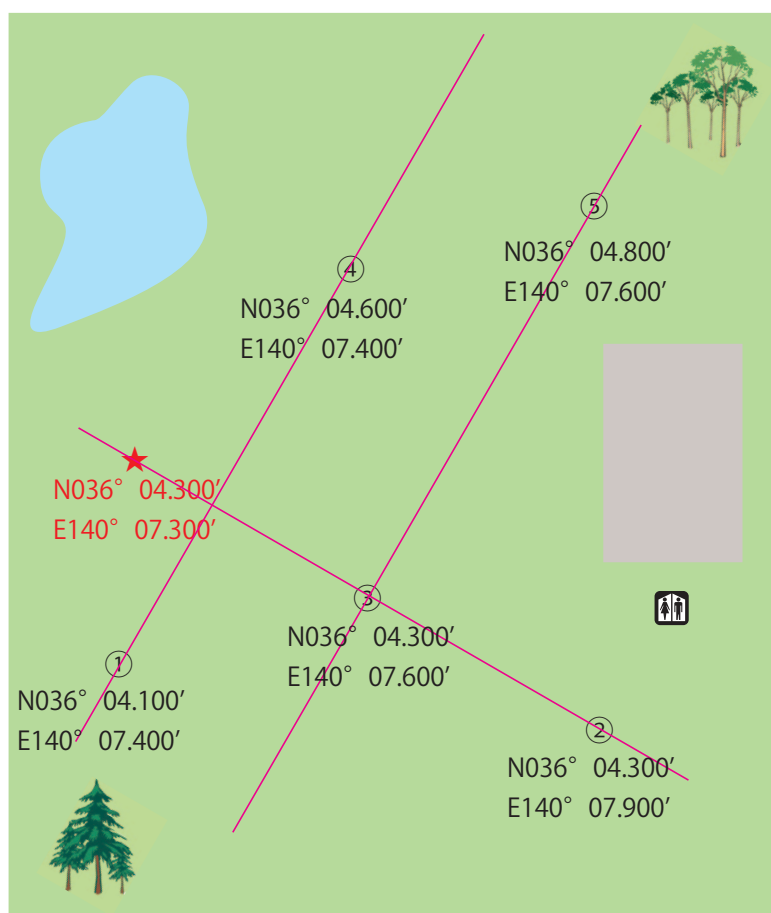 ⑤
N036° 04.800′
E140° 07.600′
④
N036° 04.600′
E140° 07.400′
★
N036° 04.300′
E140° 07.300′
③
N036° 04.300′
E140° 07.600′
①
N036° 04.100′
E140° 07.400′
②
N036° 04.300′
E140° 07.900′